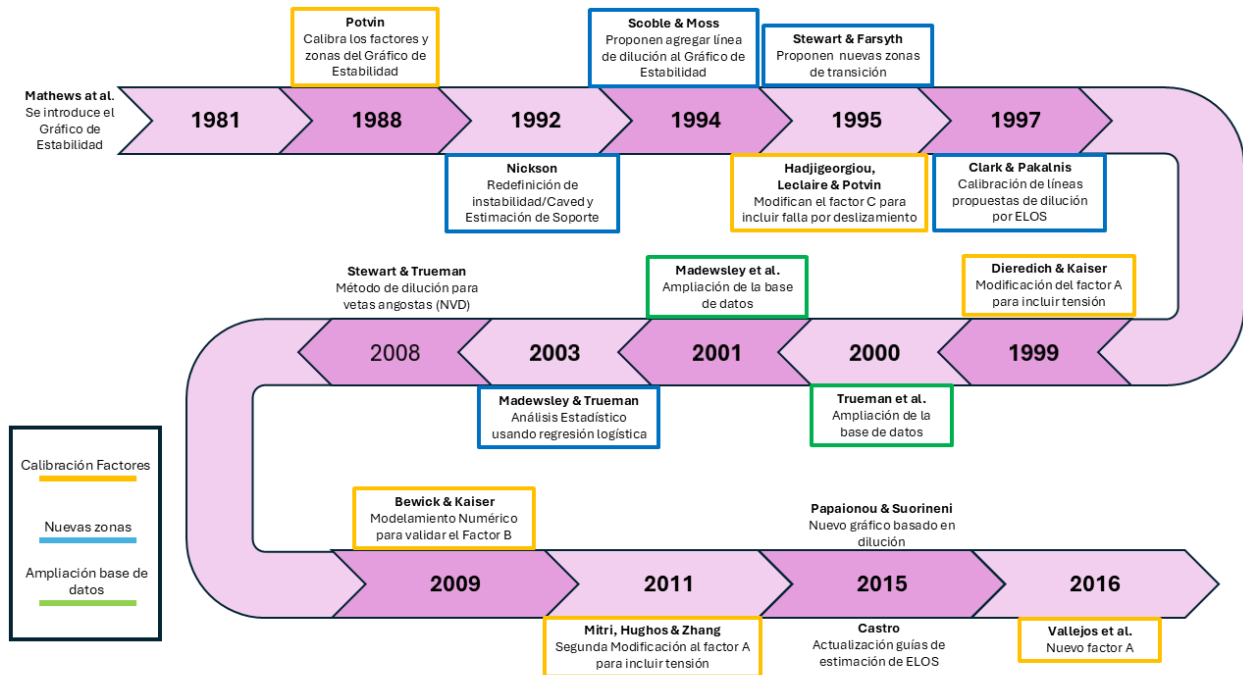 Potvin
Calibra los factores y
zonas del Gráfico de
Estabilidad
Scoble & Moss
Proponen agregar línea
de dilución al Gráfico de
Estabilidad
Stewart & Farsyth
Proponen nuevas zonas
de transición
Mathews at al.
Se introduce el
Gráfico de
Estabilidad
1981
1988
1992
1994
1995
1997
Nickson
Redefinición de
instabilidad/Caved y
Estimación de Soporte
Hadjigeorgiou,
Leclaire & Potvin
Modifican el factor C para
incluir falla por deslizamiento
Clark & Pakalnis
Calibración de líneas
propuestas de dilución
por ELOS
Stewart & Trueman
Método de dilución para
vetas angostas (NVD)
Madewsley et al.
Ampliación de la base
de datos
Dieredich & Kaiser
Modificación del factor A
para incluir tensión
2008
2003
2001
2000
1999
Madewsley & Trueman
Análisis Estadístico
usando regresión logística
Trueman et al.
Ampliación de la
base de datos
Calibración Factores
Nuevas zonas
Ampliación base de
datos
Bewick & Kaiser
Modelamiento Numérico
para validar el Factor B
Papaionou & Suorineni
Nuevo gráfico basado en
dilución
2009
2011
2015
2016
Mitri, Hughos & Zhang
Segunda Modificación al factor A
para incluir tensión
Castro
Actualización guías de
estimación de ELOS
Vallejos et al.
Nuevo factor A